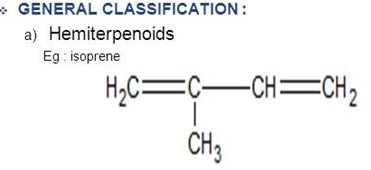 ❖ GENERAL CLASSIFICATION :
a) Hemiterpenoids
Eg : isoprene
H₂C═C—CH═CH₂
CH₃